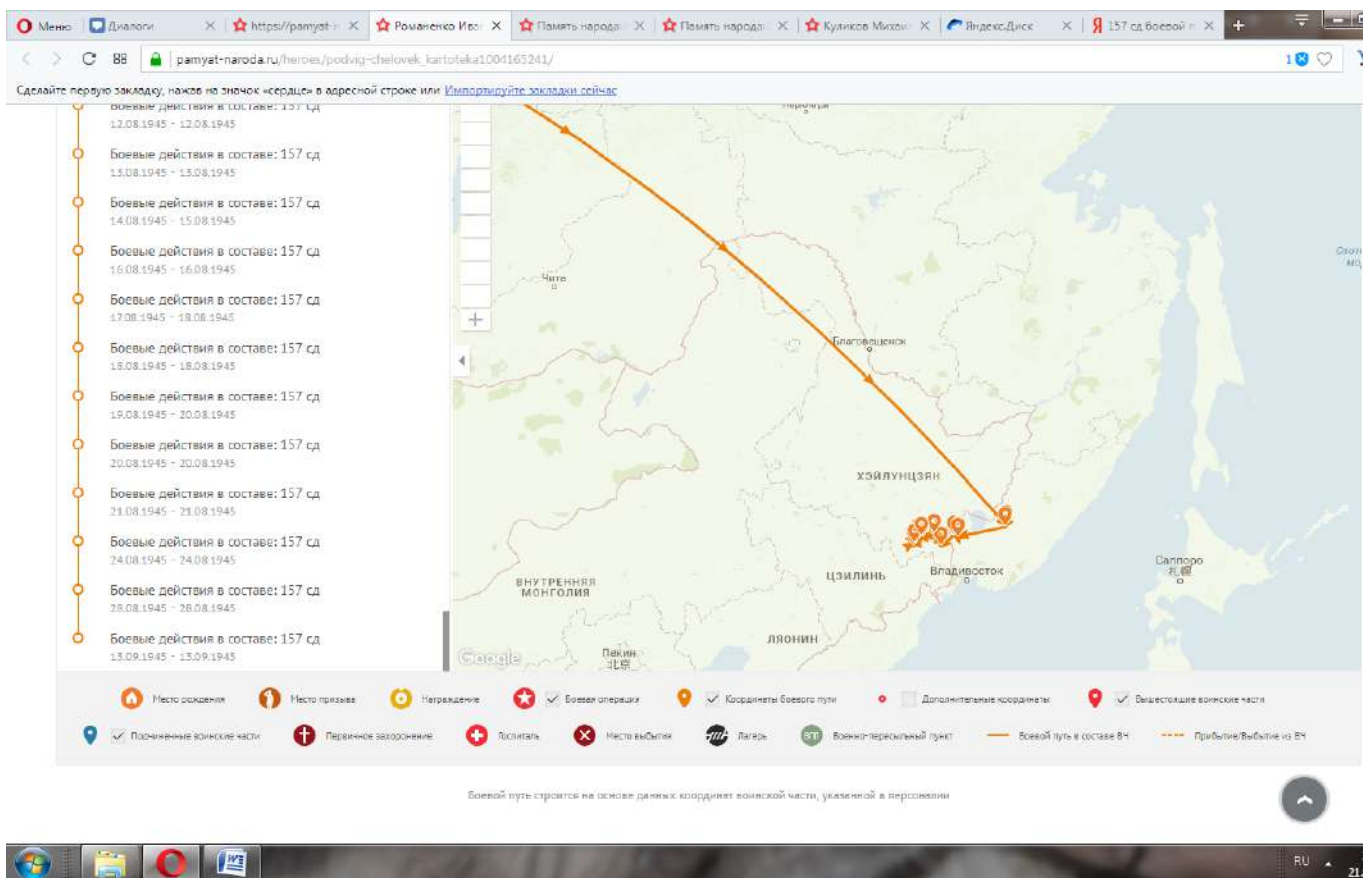 Меню
Диалоги
https://pamyat-n
Романенко Иван
Память народа
Память народа
Куликов Михаи
Яндекс.Диск
157 сд боевой п
pamyat-naroda.ru/heroes/podvig-chelovek_kartoteka1004165241/
1
Сделайте первую закладку, нажав на значок «сердце» в адресной строке или Импортируйте закладки сейчас
Боевые действия в составе: 157 сд
12.08.1945 - 12.08.1945
Боевые действия в составе: 157 сд
13.08.1945 - 13.08.1945
Боевые действия в составе: 157 сд
14.08.1945 - 15.08.1945
Боевые действия в составе: 157 сд
16.08.1945 - 16.08.1945
Боевые действия в составе: 157 сд
17.08.1945 - 18.08.1945
Боевые действия в составе: 157 сд
18.08.1945 - 18.08.1945
Боевые действия в составе: 157 сд
19.08.1945 - 20.08.1945
Боевые действия в составе: 157 сд
20.08.1945 - 20.08.1945
Боевые действия в составе: 157 сд
21.08.1945 - 21.08.1945
Боевые действия в составе: 157 сд
24.08.1945 - 24.08.1945
Боевые действия в составе: 157 сд
28.08.1945 - 28.08.1945
Боевые действия в составе: 157 сд
13.09.1945 - 13.09.1945
Чита
Благовещенск
ХЭЙЛУНЦЗЯН
ВНУТРЕННЯЯ
МОНГОЛИЯ
ЦЗИЛИНЬ
Владивосток
Саппоро
札幌
ЛЯОНИН
Пекин
北京
Google
Место рождения
Место призыва
Награждение
Боевая операция
Координаты боевого пути
Дополнительные координаты
Вышестоящие воинские части
Подчиненные воинские части
Первичное захоронение
Госпиталь
Место выбытия
Лагерь
ВПП
Военно-пересыльный пункт
Боевой путь в составе ВЧ
Прибытие/Выбытие из ВЧ
Боевой путь строится на основе данных координат воинской части, указанной в персоналии
RU